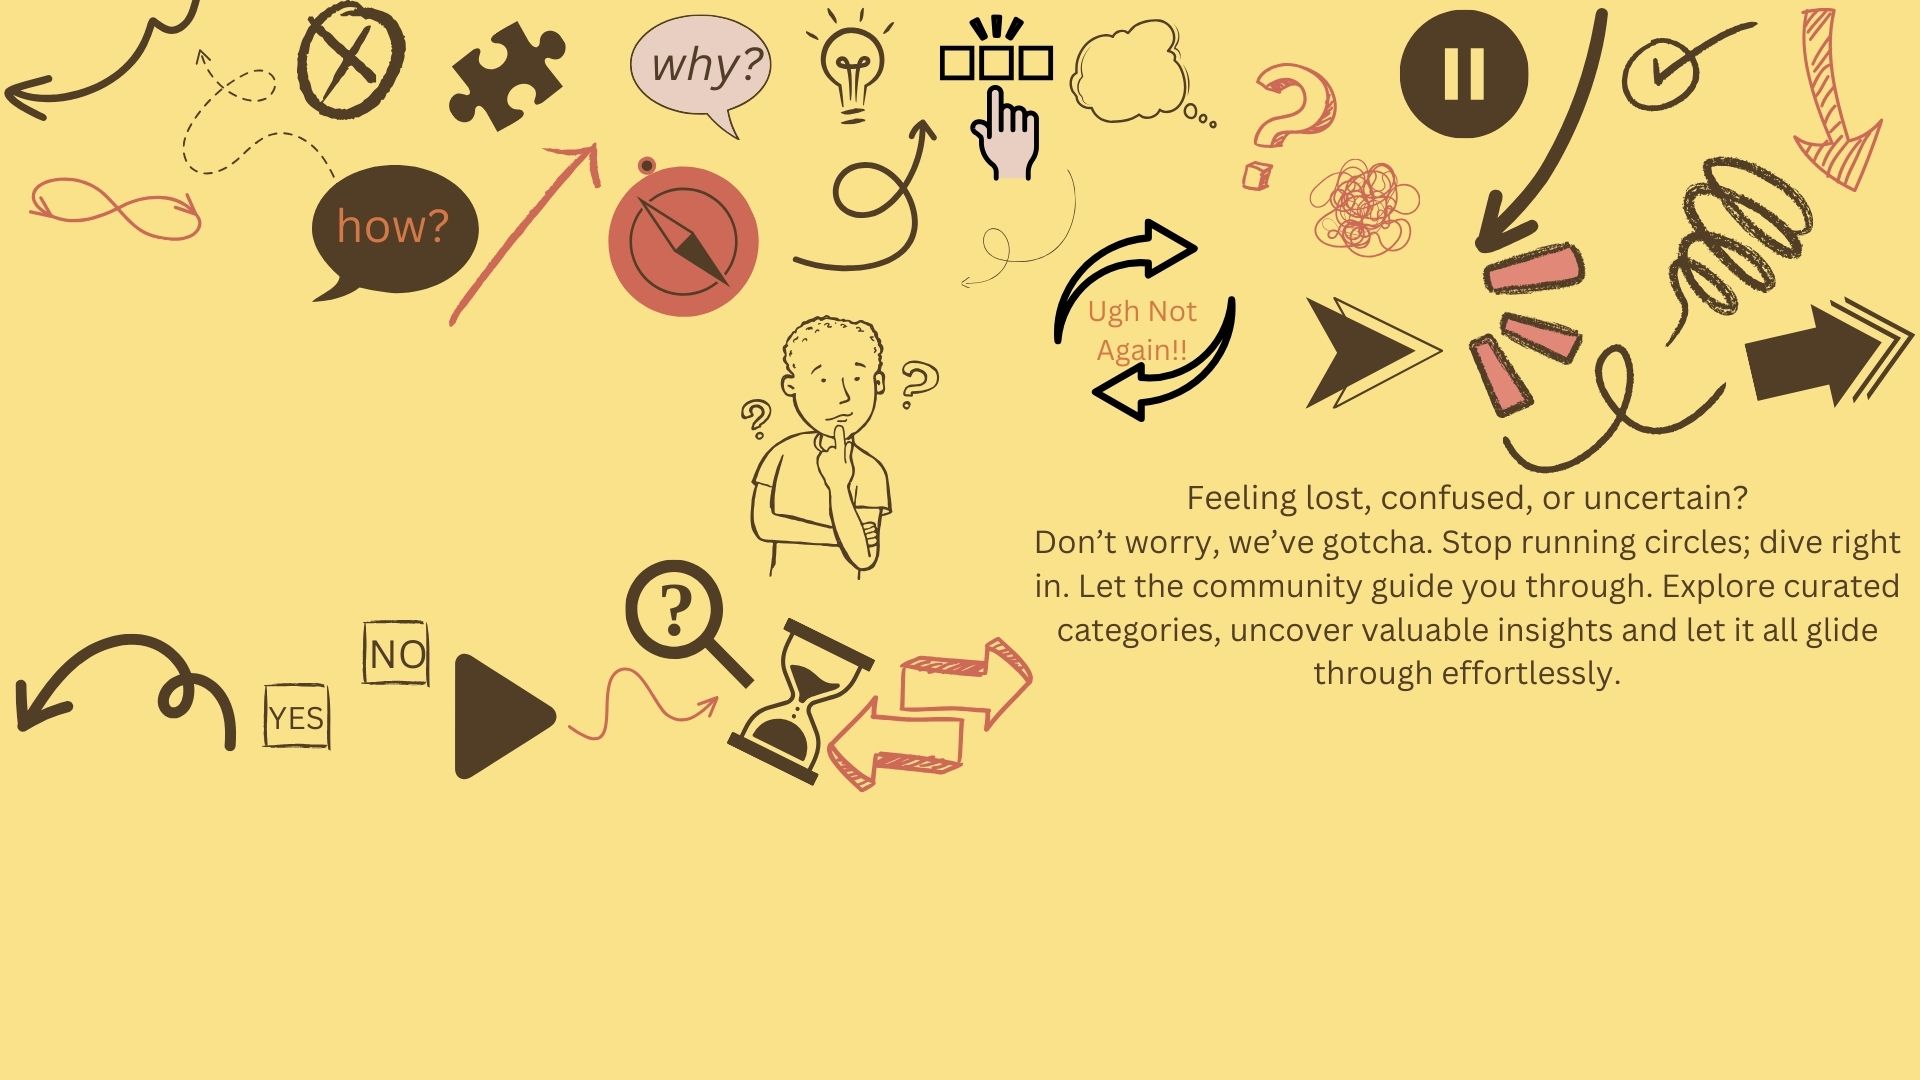 why?
how?
Ugh Not
Again!!
Feeling lost, confused, or uncertain?
Don’t worry, we’ve gotcha. Stop running circles; dive right
in. Let the community guide you through. Explore curated
categories, uncover valuable insights and let it all glide
through effortlessly.
?
NO
YES